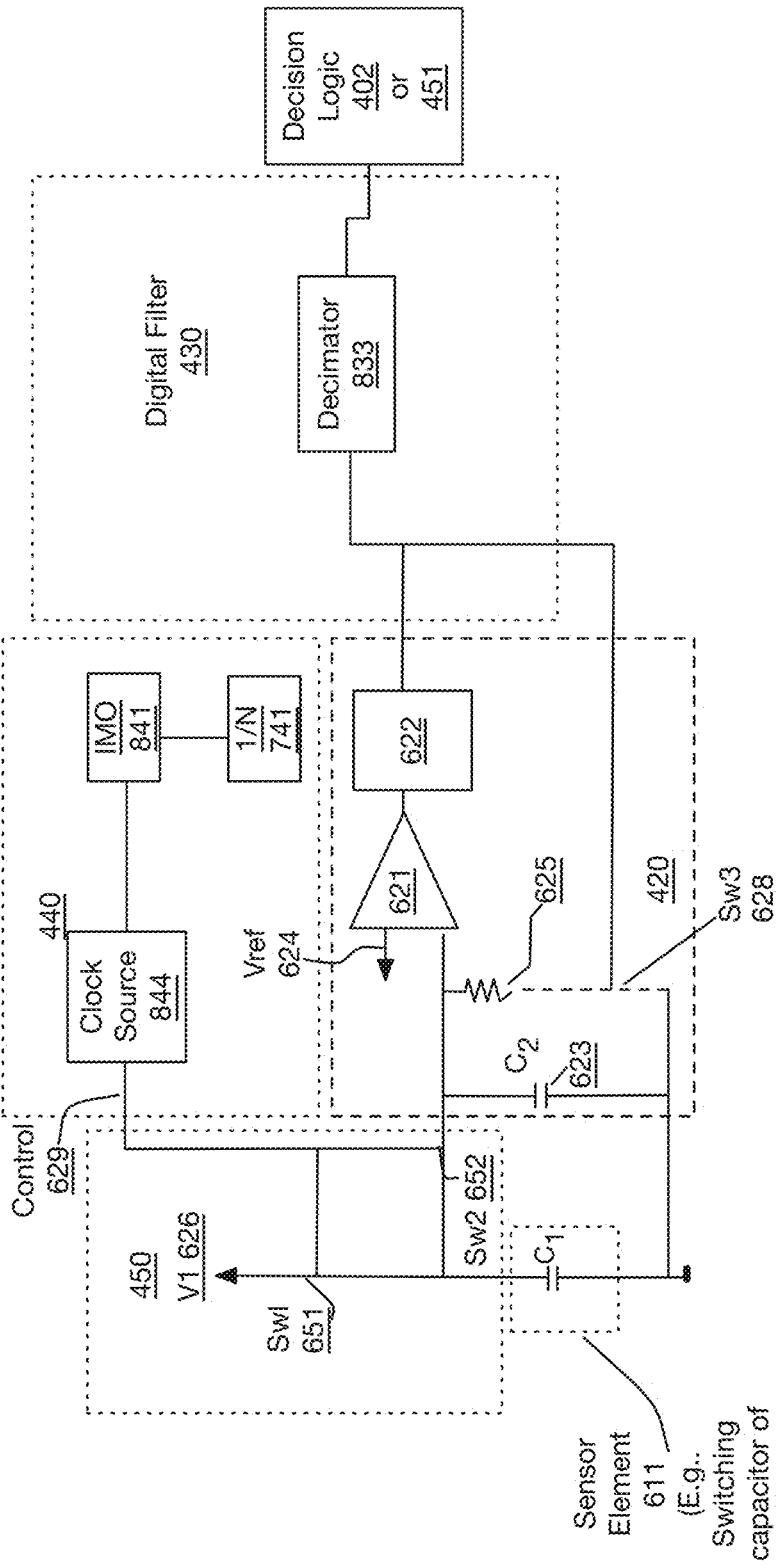 Control
629
450
V1 626
Swl
651
Sw2 652
C1
Sensor
Element
611
(E.g..
Switching
capacitor of
440
Clock
Source
844
IMO
841
1/N
741
Vref
624
621
622
625
C2
623
420
Sw3
628
Digital Filter
430
Decimator
833
Decision
Logic
402
or
451